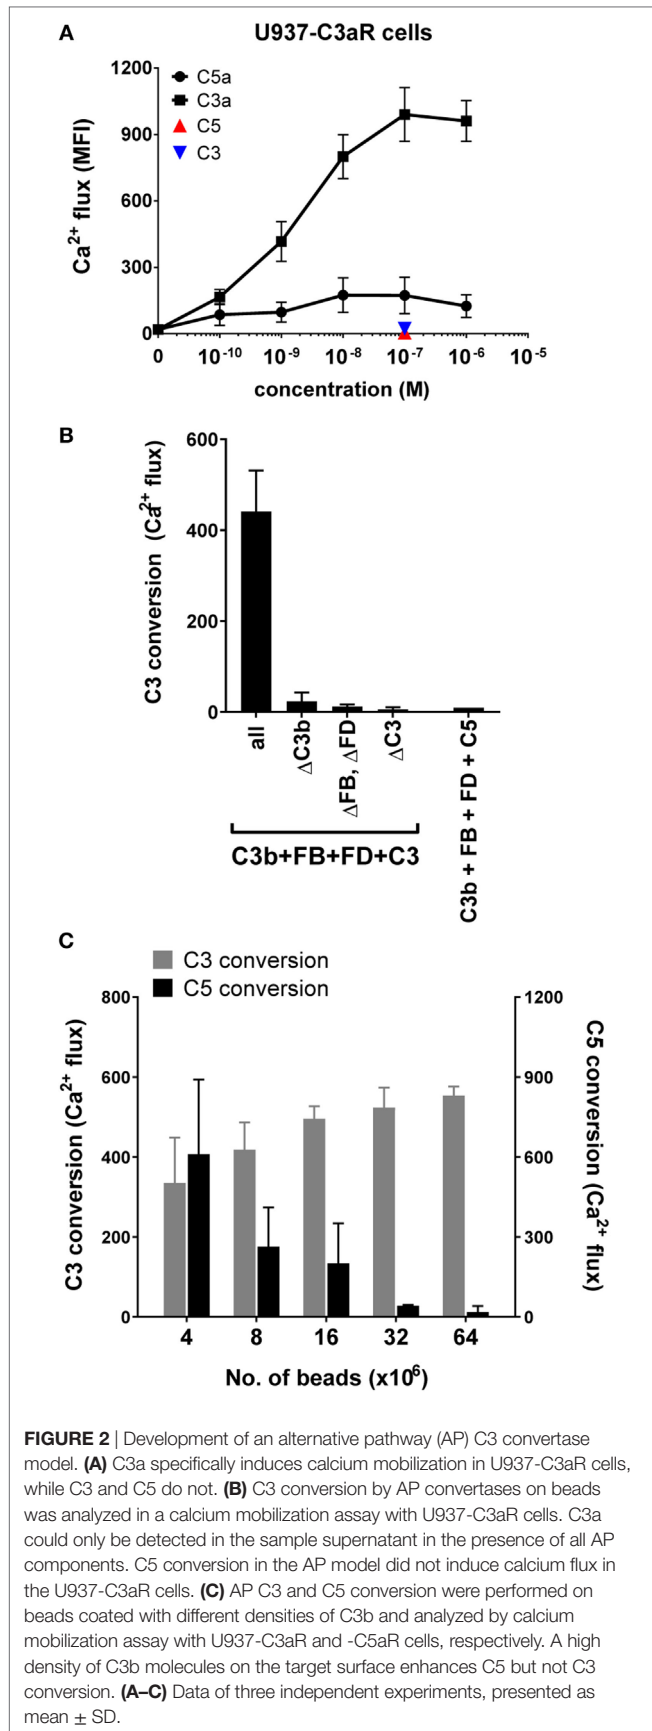 A
U937-C3aR cells
Ca2+ flux (MFI)
1200
900
600
300
0
C5a
C3a
C5
C3
0
10-10
10-9
10-8
10-7
10-6
10-5
concentration (M)
B
C3 conversion (Ca2+ flux)
600
400
200
0
all
ΔC3b
ΔFB, ΔFD
ΔC3
C3b + FB + FD + C5
C3b+FB+FD+C3
C
C3 conversion
C5 conversion
C3 conversion (Ca2+ flux)
800
600
400
200
0
1200
900
600
300
0
C5 conversion (Ca2+ flux)
4
8
16
32
64
No. of beads (x10^6)
FIGURE 2 | Development of an alternative pathway (AP) C3 convertase
model. (A) C3a specifically induces calcium mobilization in U937-C3aR cells,
while C3 and C5 do not. (B) C3 conversion by AP convertases on beads
was analyzed in a calcium mobilization assay with U937-C3aR cells. C3a
could only be detected in the sample supernatant in the presence of all AP
components. C5 conversion in the AP model did not induce calcium flux in
the U937-C3aR cells. (C) AP C3 and C5 conversion were performed on
beads coated with different densities of C3b and analyzed by calcium
mobilization assay with U937-C3aR and -C5aR cells, respectively. A high
density of C3b molecules on the target surface enhances C5 but not C3
conversion. (A–C) Data of three independent experiments, presented as
mean ± SD.